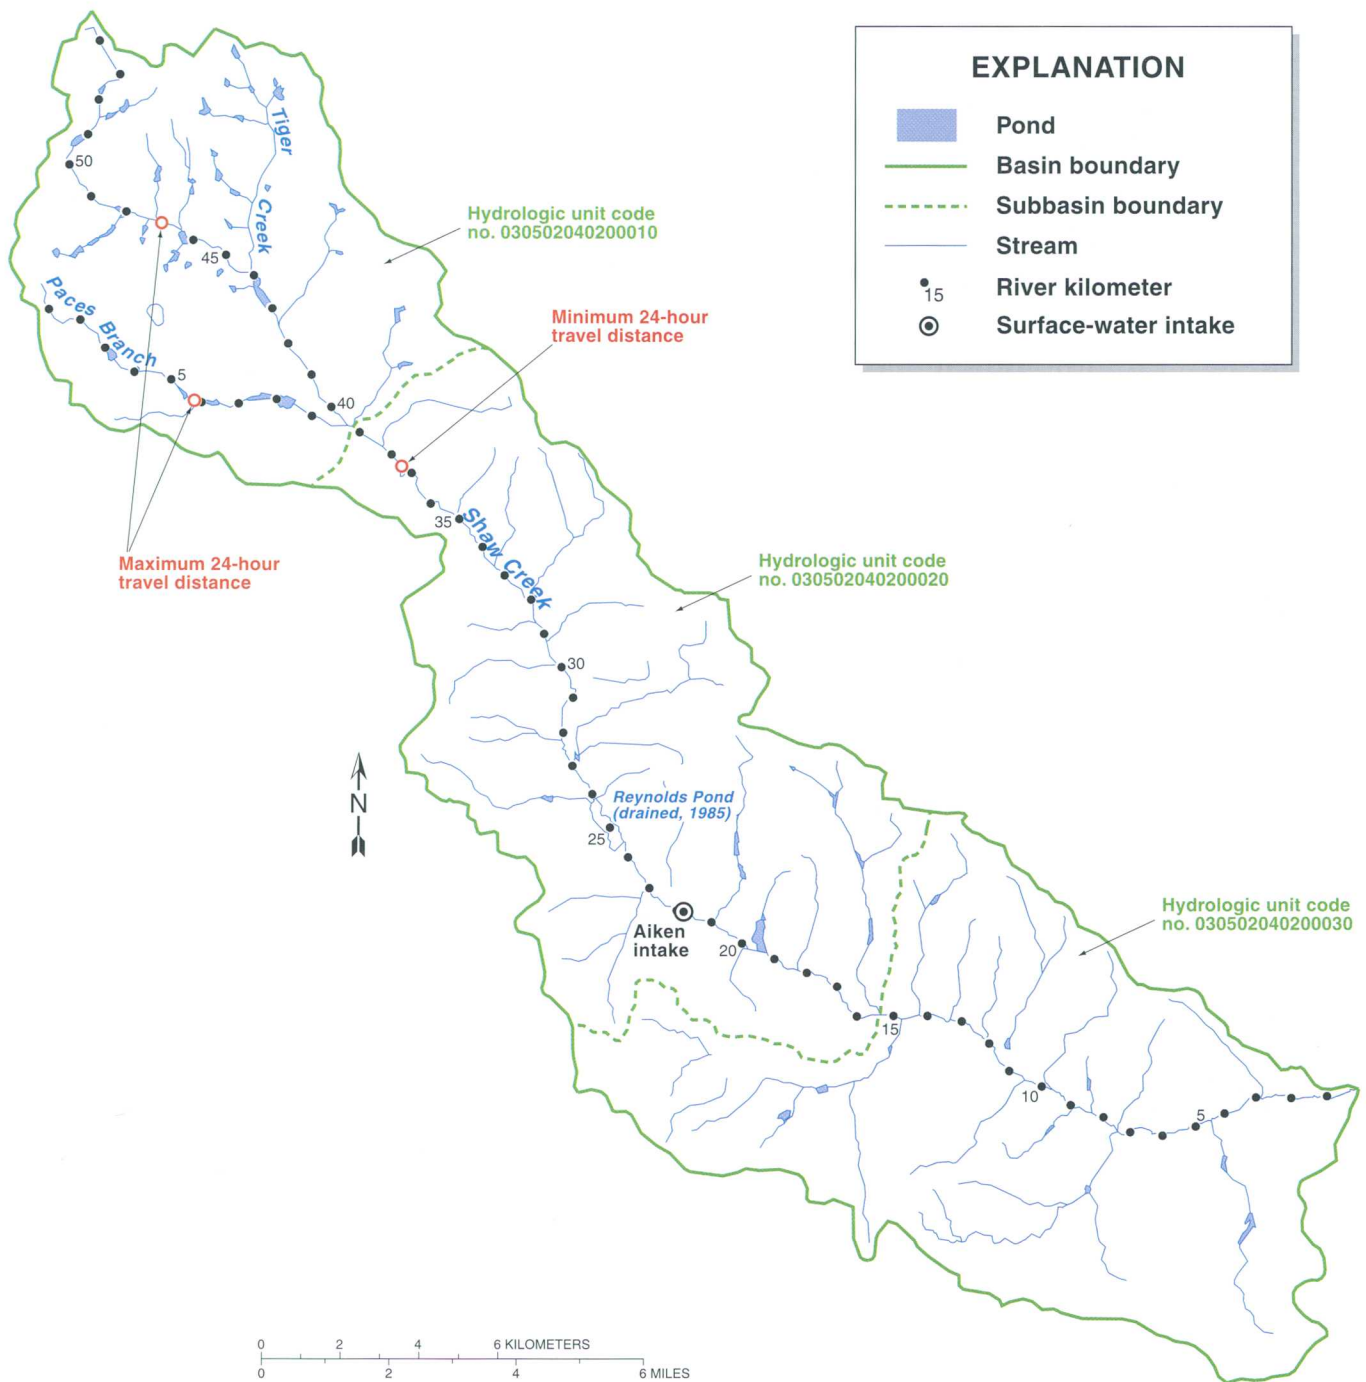 EXPLANATION
Pond
Basin boundary
Subbasin boundary
Stream
15
River kilometer
Surface-water intake
Tiger
Creek
50
Hydrologic unit code
no. 030502040200010
45
Paces Branch
Minimum 24-hour
travel distance
5
40
Shaw Creek
35
Maximum 24-hour
travel distance
Hydrologic unit code
no. 030502040200020
30
N
Reynolds Pond
(drained, 1985)
25
Aiken
intake
20
Hydrologic unit code
no. 030502040200030
15
10
5
0 2 4 6 KILOMETERS
0 2 4 6 MILES